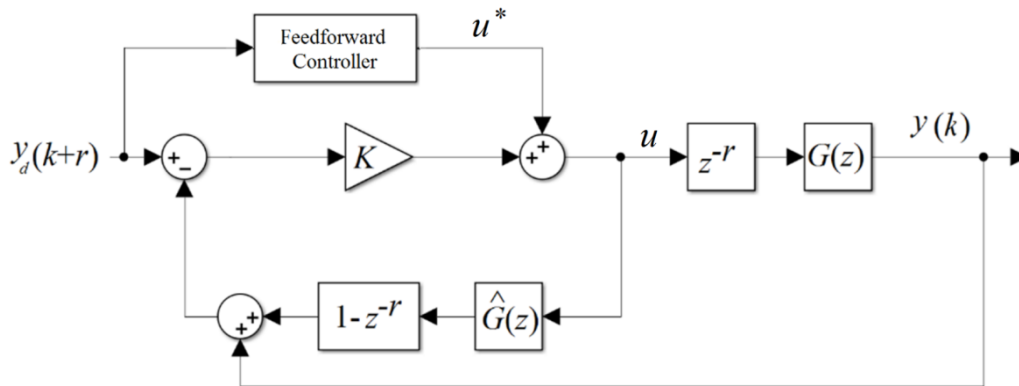 Feedforward
Controller
u*
y_d(k+r)
+
−
K
+ +
u
z^{-r}
G(z)
y(k)
+
+
1 - z^{-r}
Ĝ(z)